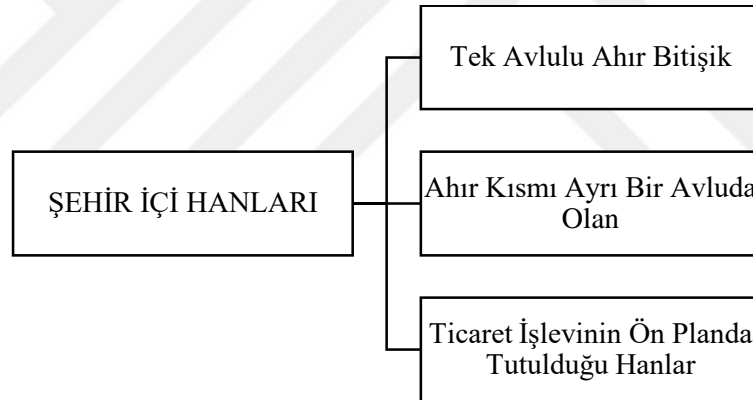 Tek Avlulu Ahır Bitişik
ŞEHİR İÇİ HANLARI
Ahır Kısmı Ayrı Bir Avluda
Olan
Ticaret İşlevinin Ön Planda
Tutulduğu Hanlar